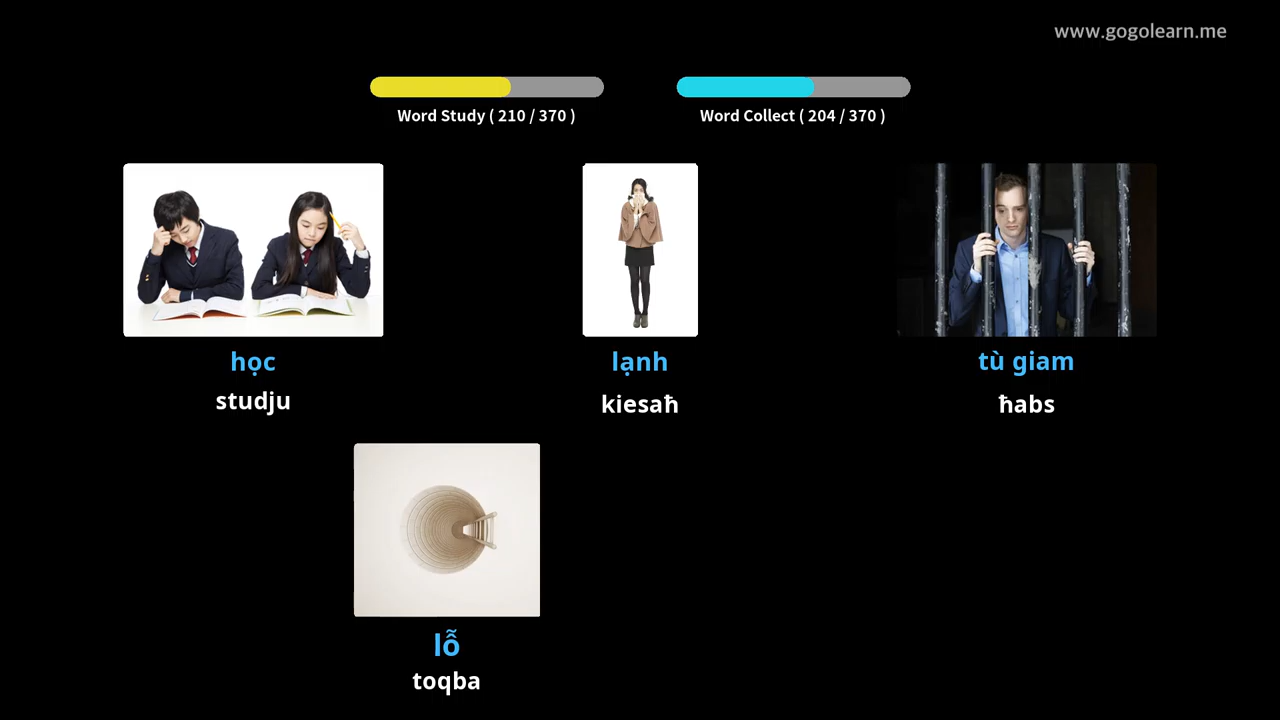 www.gogolearn.me
Word Study ( 210 / 370 )
Word Collect ( 204 / 370 )
học
studju
lạnh
kiesaħ
tù giam
ħabs
lỗ
toqba